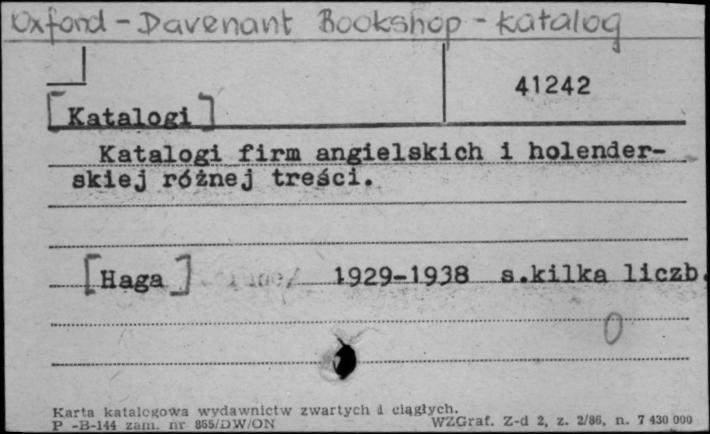 Oxford - Davenant Bookshop - katalog
41242
[Katalogi]
Katalogi firm angielskich i holender-
skiej różnej treści.
[Haga] 1929-1938 s.kilka liczb.
0
Karta katalogowa wydawnictw zwartych i ciągłych.
P -B-144 zam. nr 865/DW/ON WZGraf. Z-d 2, z. 2/86, n. 7 430 000